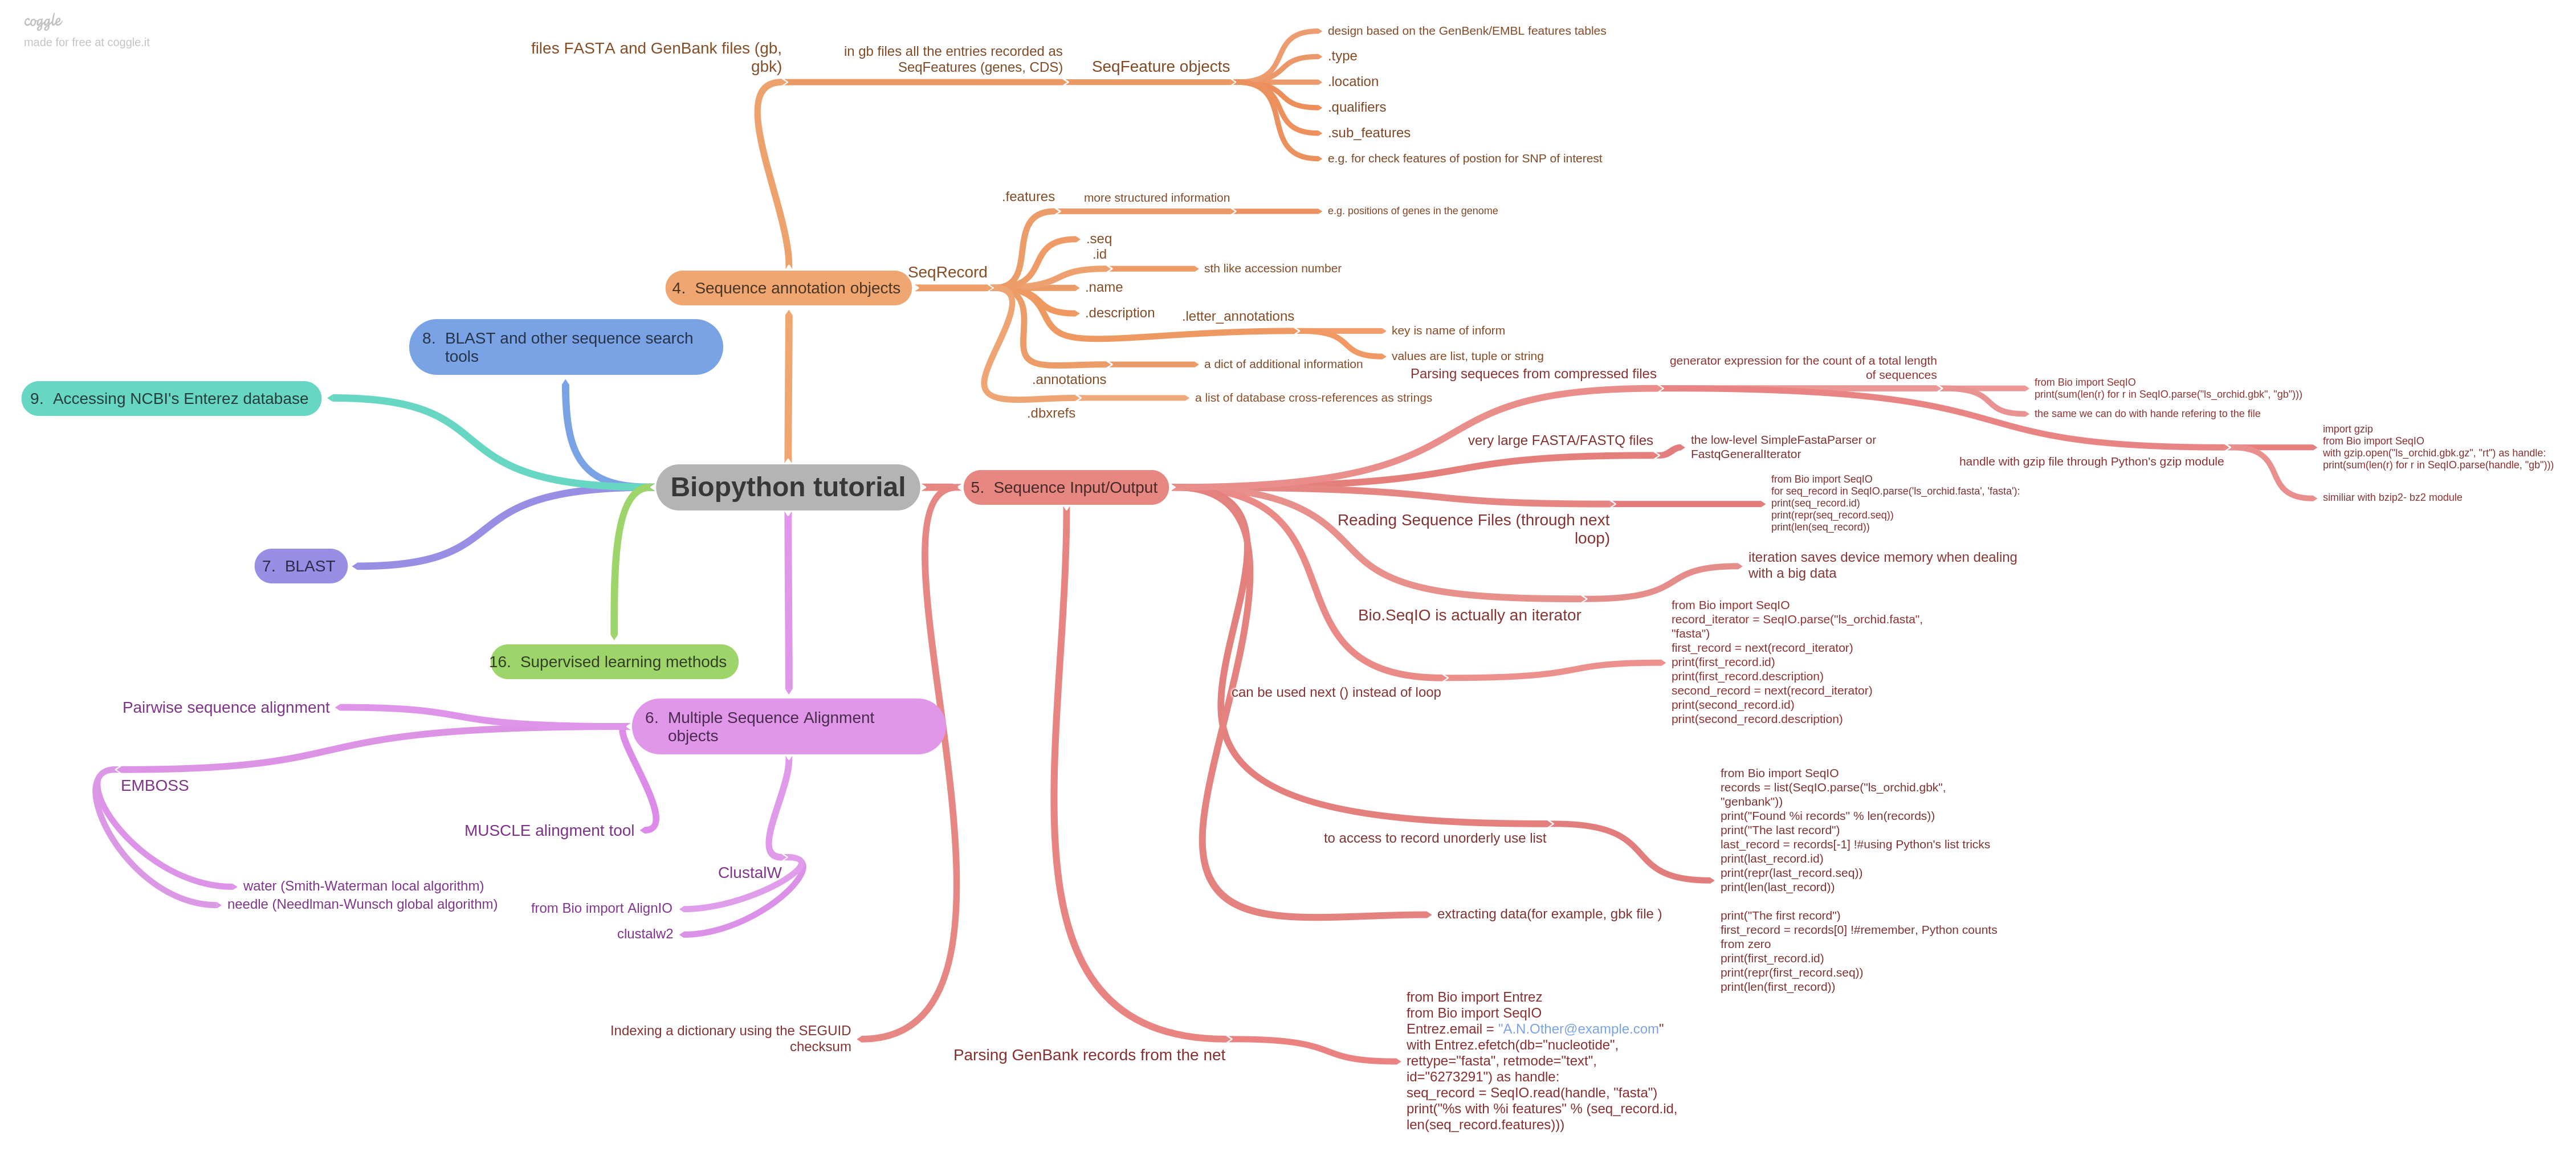 coggle
made for free at coggle.it
files FASTA and GenBank files (gb,
gbk)
in gb files all the entries recorded as
SeqFeatures (genes, CDS)
SeqFeature objects
design based on the GenBenk/EMBL features tables
.type
.location
.qualifiers
.sub_features
e.g. for check features of postion for SNP of interest
4. Sequence annotation objects
SeqRecord
.features
more structured information
e.g. positions of genes in the genome
.seq
.id
sth like accession number
.name
.description
.letter_annotations
key is name of inform
values are list, tuple or string
.annotations
a dict of additional information
.dbxrefs
a list of database cross-references as strings
8. BLAST and other sequence search
tools
9. Accessing NCBI's Enterez database
Biopython tutorial
7. BLAST
16. Supervised learning methods
5. Sequence Input/Output
Parsing sequeces from compressed files
generator expression for the count of a total length
of sequences
from Bio import SeqIO
print(sum(len(r) for r in SeqIO.parse("ls_orchid.gbk", "gb")))
the same we can do with hande refering to the file
handle with gzip file through Python's gzip module
import gzip
from Bio import SeqIO
with gzip.open("ls_orchid.gbk.gz", "rt") as handle:
print(sum(len(r) for r in SeqIO.parse(handle, "gb")))
similiar with bzip2- bz2 module
very large FASTA/FASTQ files
the low-level SimpleFastaParser or
FastqGeneralIterator
Reading Sequence Files (through next
loop)
from Bio import SeqIO
for seq_record in SeqIO.parse('ls_orchid.fasta', 'fasta'):
print(seq_record.id)
print(repr(seq_record.seq))
print(len(seq_record))
Bio.SeqIO is actually an iterator
iteration saves device memory when dealing
with a big data
can be used next () instead of loop
from Bio import SeqIO
record_iterator = SeqIO.parse("ls_orchid.fasta",
"fasta")
first_record = next(record_iterator)
print(first_record.id)
print(first_record.description)
second_record = next(record_iterator)
print(second_record.id)
print(second_record.description)
to access to record unorderly use list
from Bio import SeqIO
records = list(SeqIO.parse("ls_orchid.gbk",
"genbank"))
print("Found %i records" % len(records))
print("The last record")
last_record = records[-1] !#using Python's list tricks
print(last_record.id)
print(repr(last_record.seq))
print(len(last_record))
print("The first record")
first_record = records[0] !#remember, Python counts
from zero
print(first_record.id)
print(repr(first_record.seq))
print(len(first_record))
extracting data(for example, gbk file )
Parsing GenBank records from the net
from Bio import Entrez
from Bio import SeqIO
Entrez.email = "A.N.Other@example.com"
with Entrez.efetch(db="nucleotide",
rettype="fasta", retmode="text",
id="6273291") as handle:
seq_record = SeqIO.read(handle, "fasta")
print("%s with %i features" % (seq_record.id,
len(seq_record.features)))
Indexing a dictionary using the SEGUID
checksum
6. Multiple Sequence Alignment
objects
Pairwise sequence alignment
EMBOSS
water (Smith-Waterman local algorithm)
needle (Needlman-Wunsch global algorithm)
MUSCLE alingment tool
ClustalW
from Bio import AlignIO
clustalw2